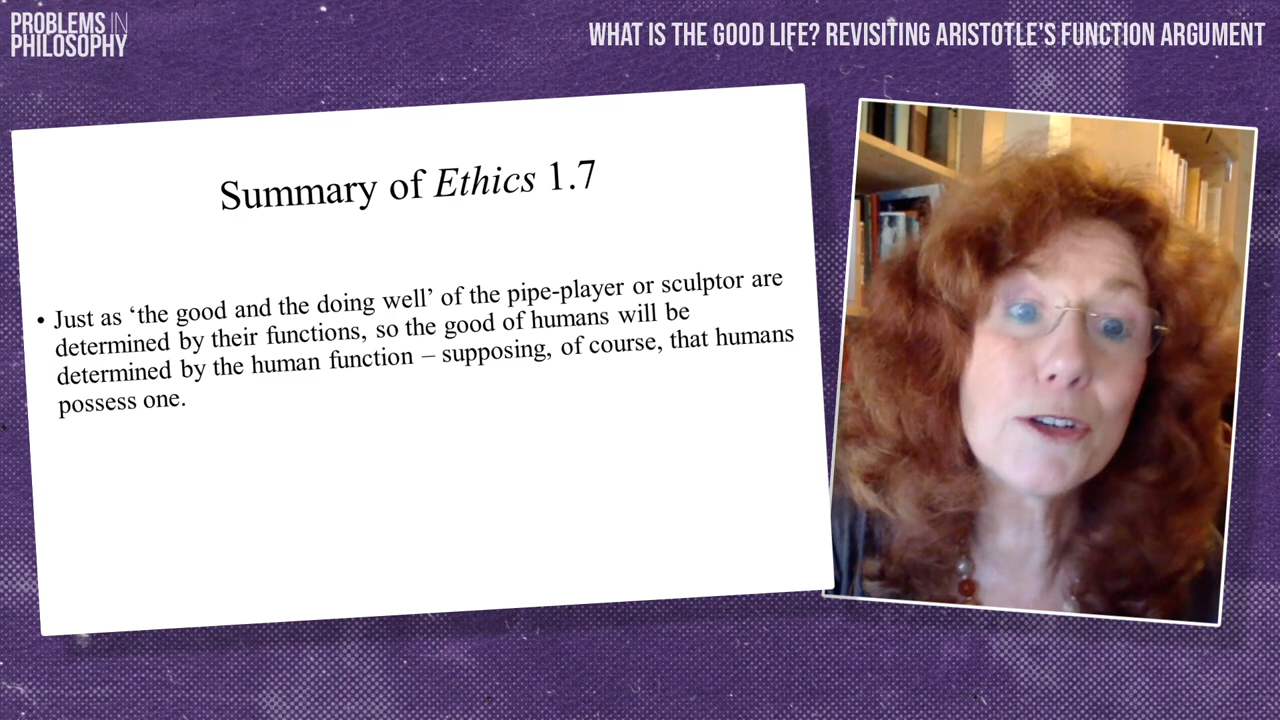 PROBLEMS IN
PHILOSOPHY
WHAT IS THE GOOD LIFE? REVISITING ARISTOTLE'S FUNCTION ARGUMENT
Summary of Ethics 1.7
• Just as ‘the good and the doing well’ of the pipe-player or sculptor are
determined by their functions, so the good of humans will be
determined by the human function – supposing, of course, that humans
possess one.